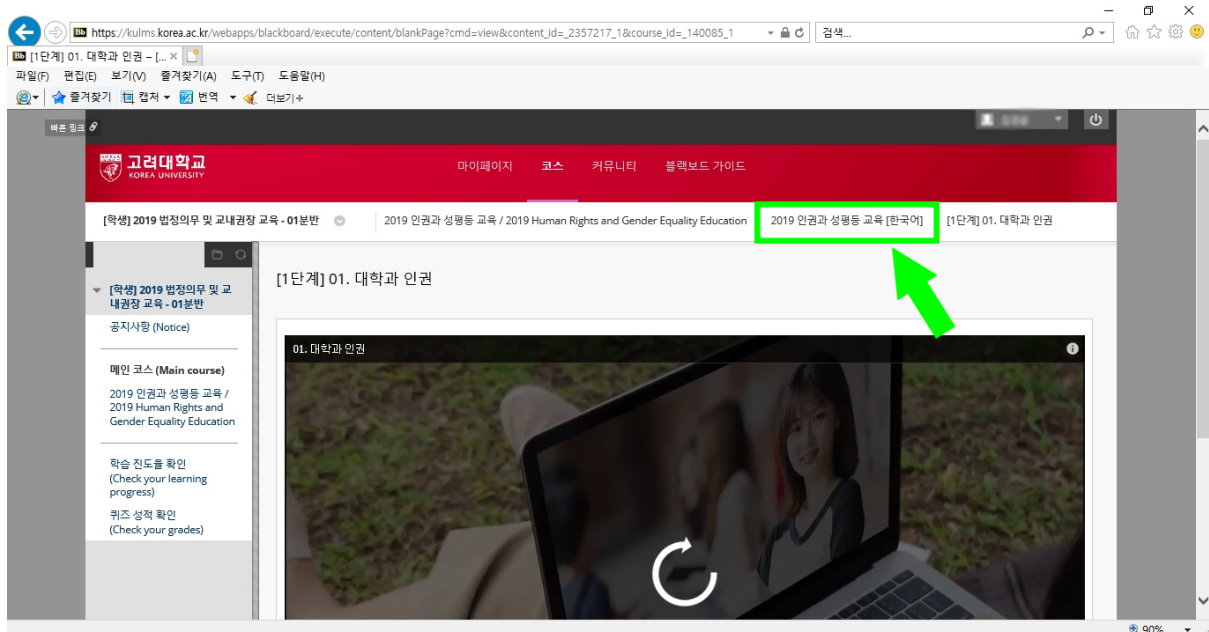 https://kulms.korea.ac.kr/webapps/blackboard/execute/content/blankPage?cmd=view&content_id=_2357217_1&course_id=_140085_1
검색...
[1단계] 01. 대학과 인권 – [...
파일(F) 편집(E) 보기(V) 즐겨찾기(A) 도구(T) 도움말(H)
즐겨찾기 캡처 번역 더보기
빠른 링크
고려대학교
KOREA UNIVERSITY
마이페이지 코스 커뮤니티 블랙보드 가이드
[학생] 2019 법정의무 및 교내권장 교육 - 01분반 2019 인권과 성평등 교육 / 2019 Human Rights and Gender Equality Education 2019 인권과 성평등 교육 [한국어] [1단계] 01. 대학과 인권
[학생] 2019 법정의무 및 교
내권장 교육 - 01분반
공지사항 (Notice)
메인 코스 (Main course)
2019 인권과 성평등 교육 /
2019 Human Rights and
Gender Equality Education
학습 진도율 확인
(Check your learning
progress)
퀴즈 성적 확인
(Check your grades)
[1단계] 01. 대학과 인권
01. 대학과 인권
90%